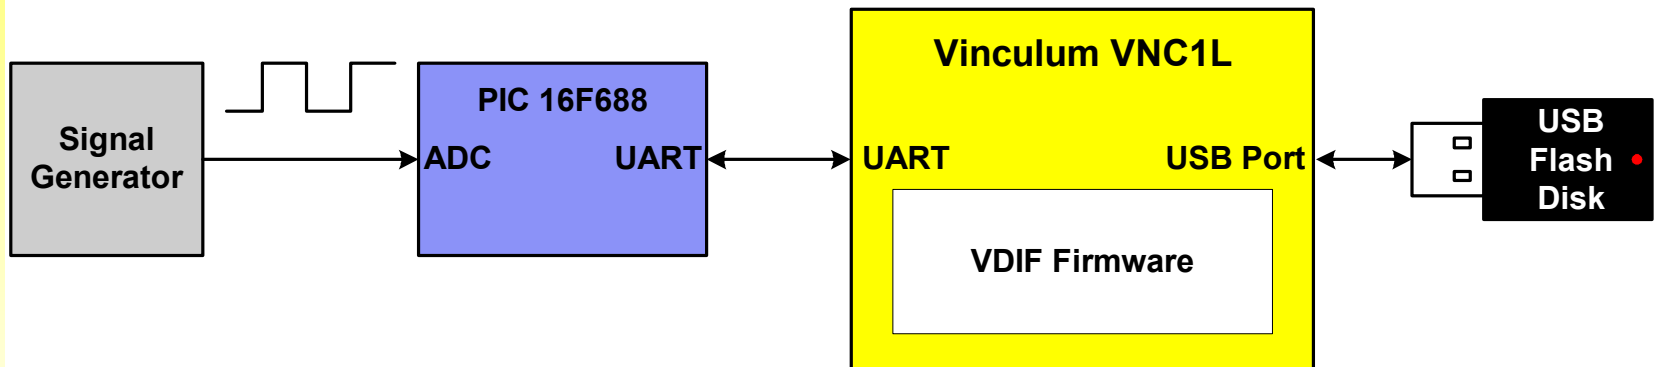 Signal
Generator
PIC 16F688
ADC
UART
Vinculum VNC1L
UART
USB Port
VDIF Firmware
USB
Flash
Disk